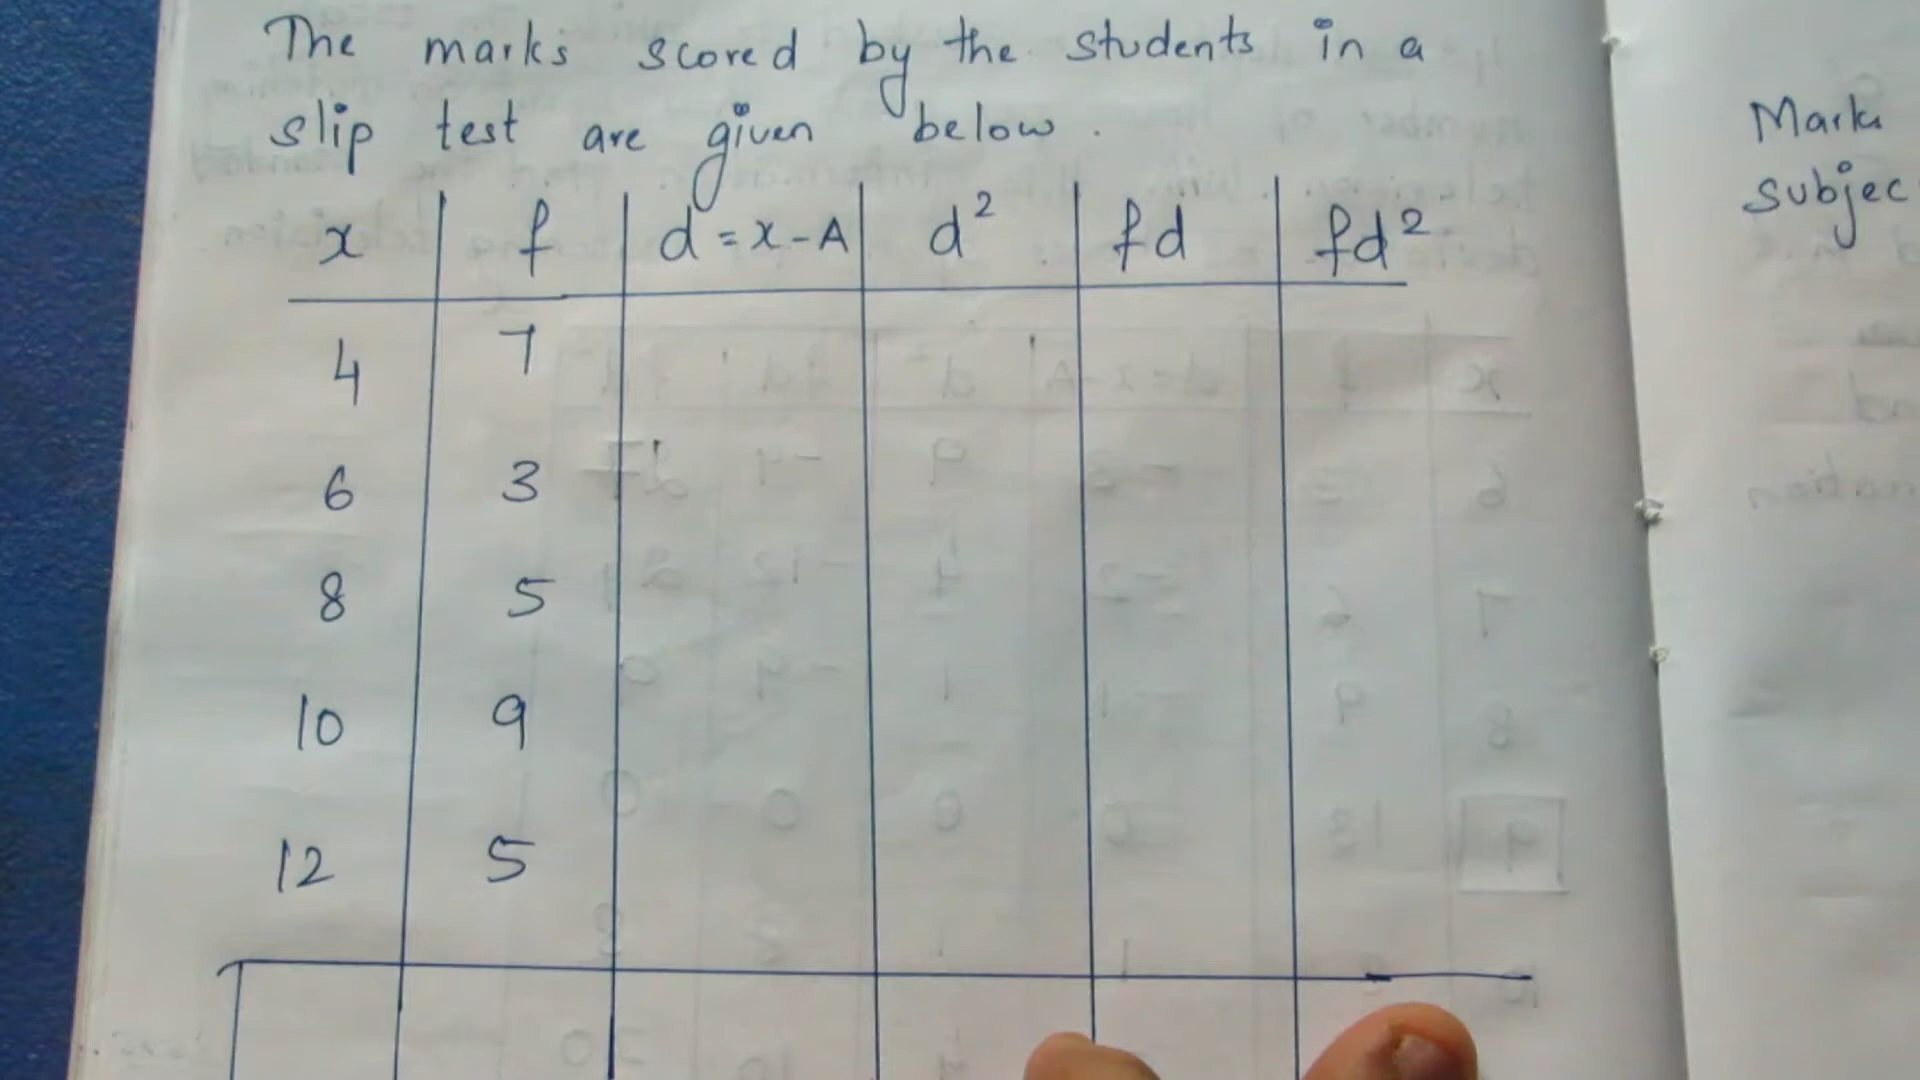 The marks scored by the students in a
slip test are given below.
x f d = x - A d² fd fd²
4 7
6 3
8 5
10 9
12 5
Mark
subjec